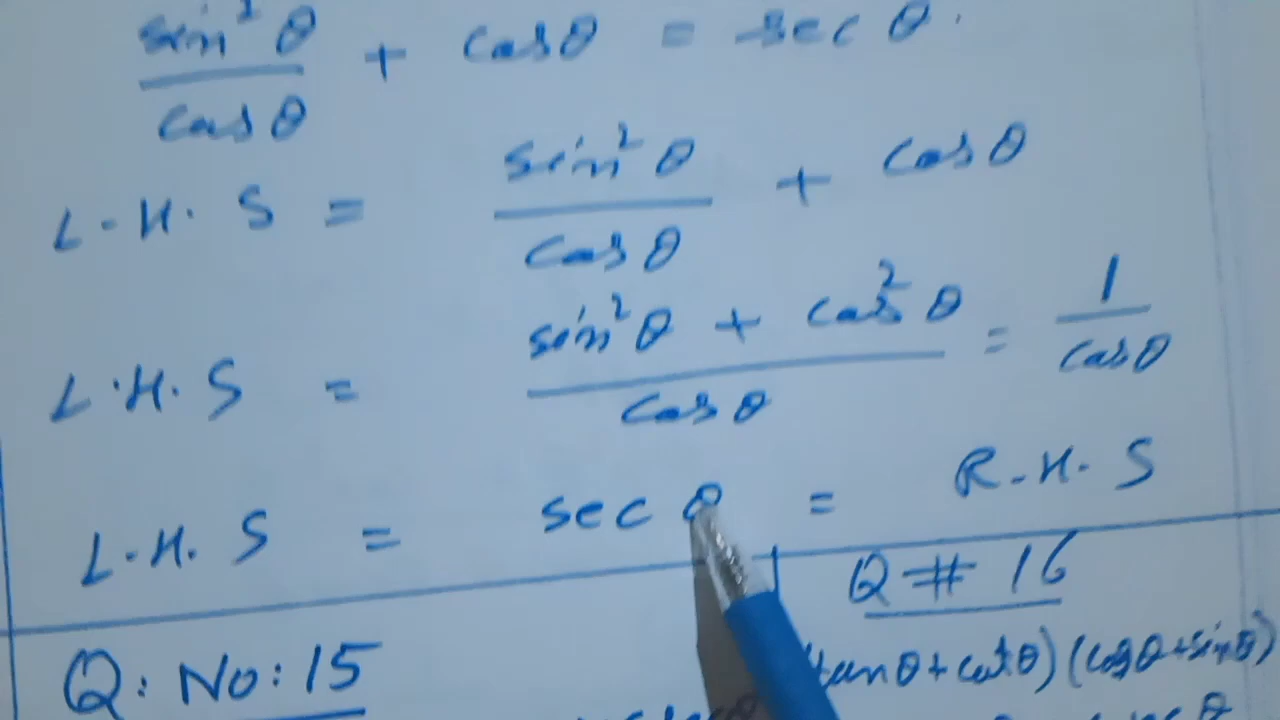 sin²θ/cosθ + cosθ = secθ.
L.H.S = sin²θ/cosθ + cosθ
L.H.S = sin²θ + cos²θ/cosθ = 1/cosθ
L.H.S = secθ = R.H.S
Q: No: 15
Q # 16
(tanθ + cotθ)(cosθ + sinθ)